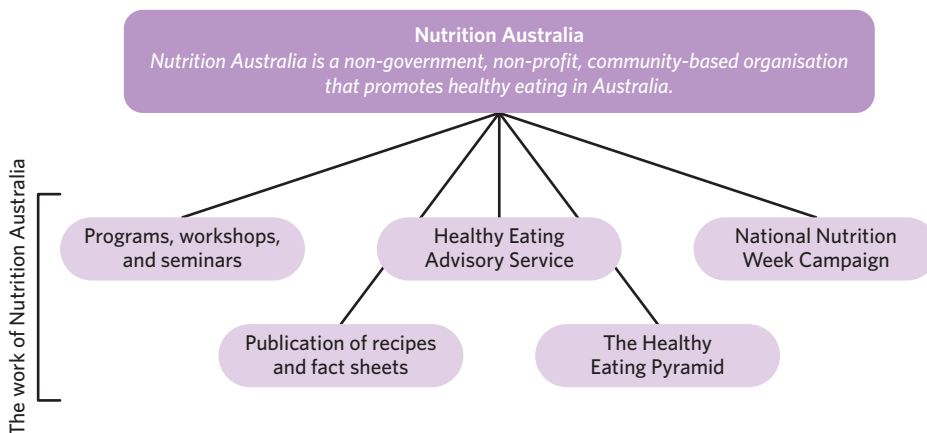 Nutrition Australia
Nutrition Australia is a non-government, non-profit, community-based organisation
that promotes healthy eating in Australia.
The work of Nutrition Australia
Programs, workshops,
and seminars
Healthy Eating
Advisory Service
National Nutrition
Week Campaign
Publication of recipes
and fact sheets
The Healthy
Eating Pyramid